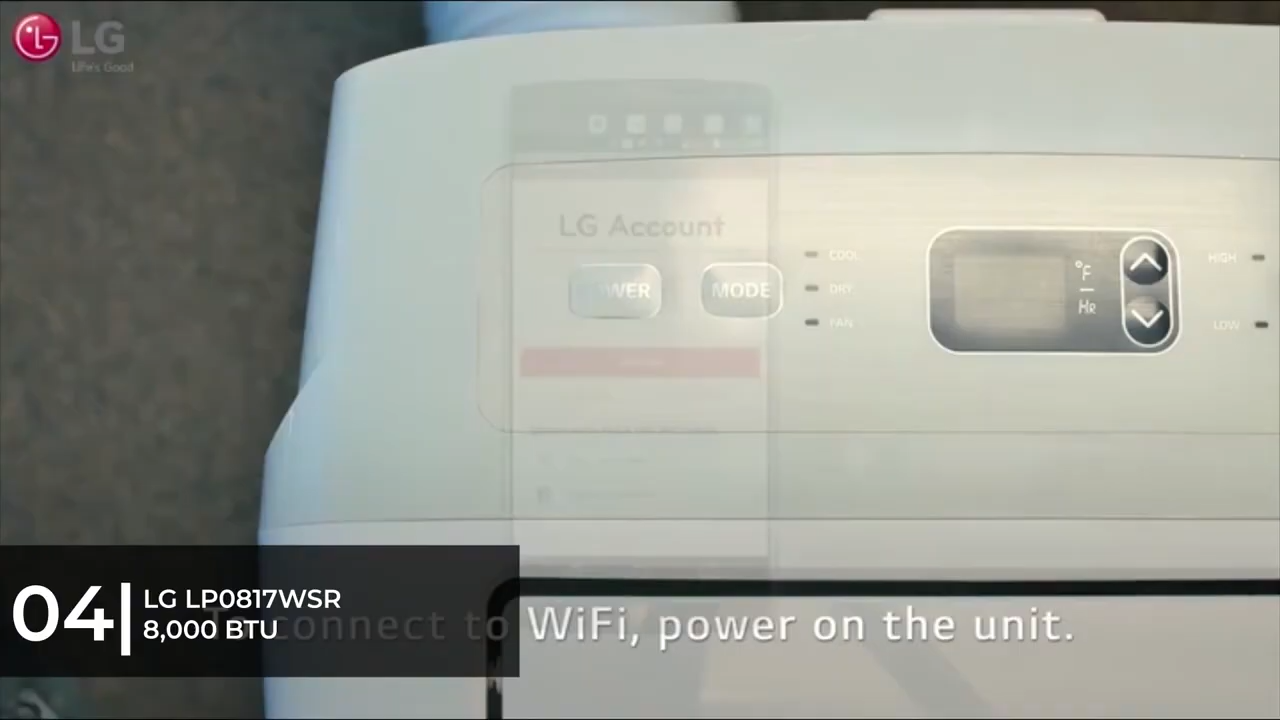 LG
Life's Good
LG Account
POWER
MODE
COOL
DRY
FAN
°F
HR
HIGH
LOW
04
LG LP0817WSR
8,000 BTU
To connect to WiFi, power on the unit.